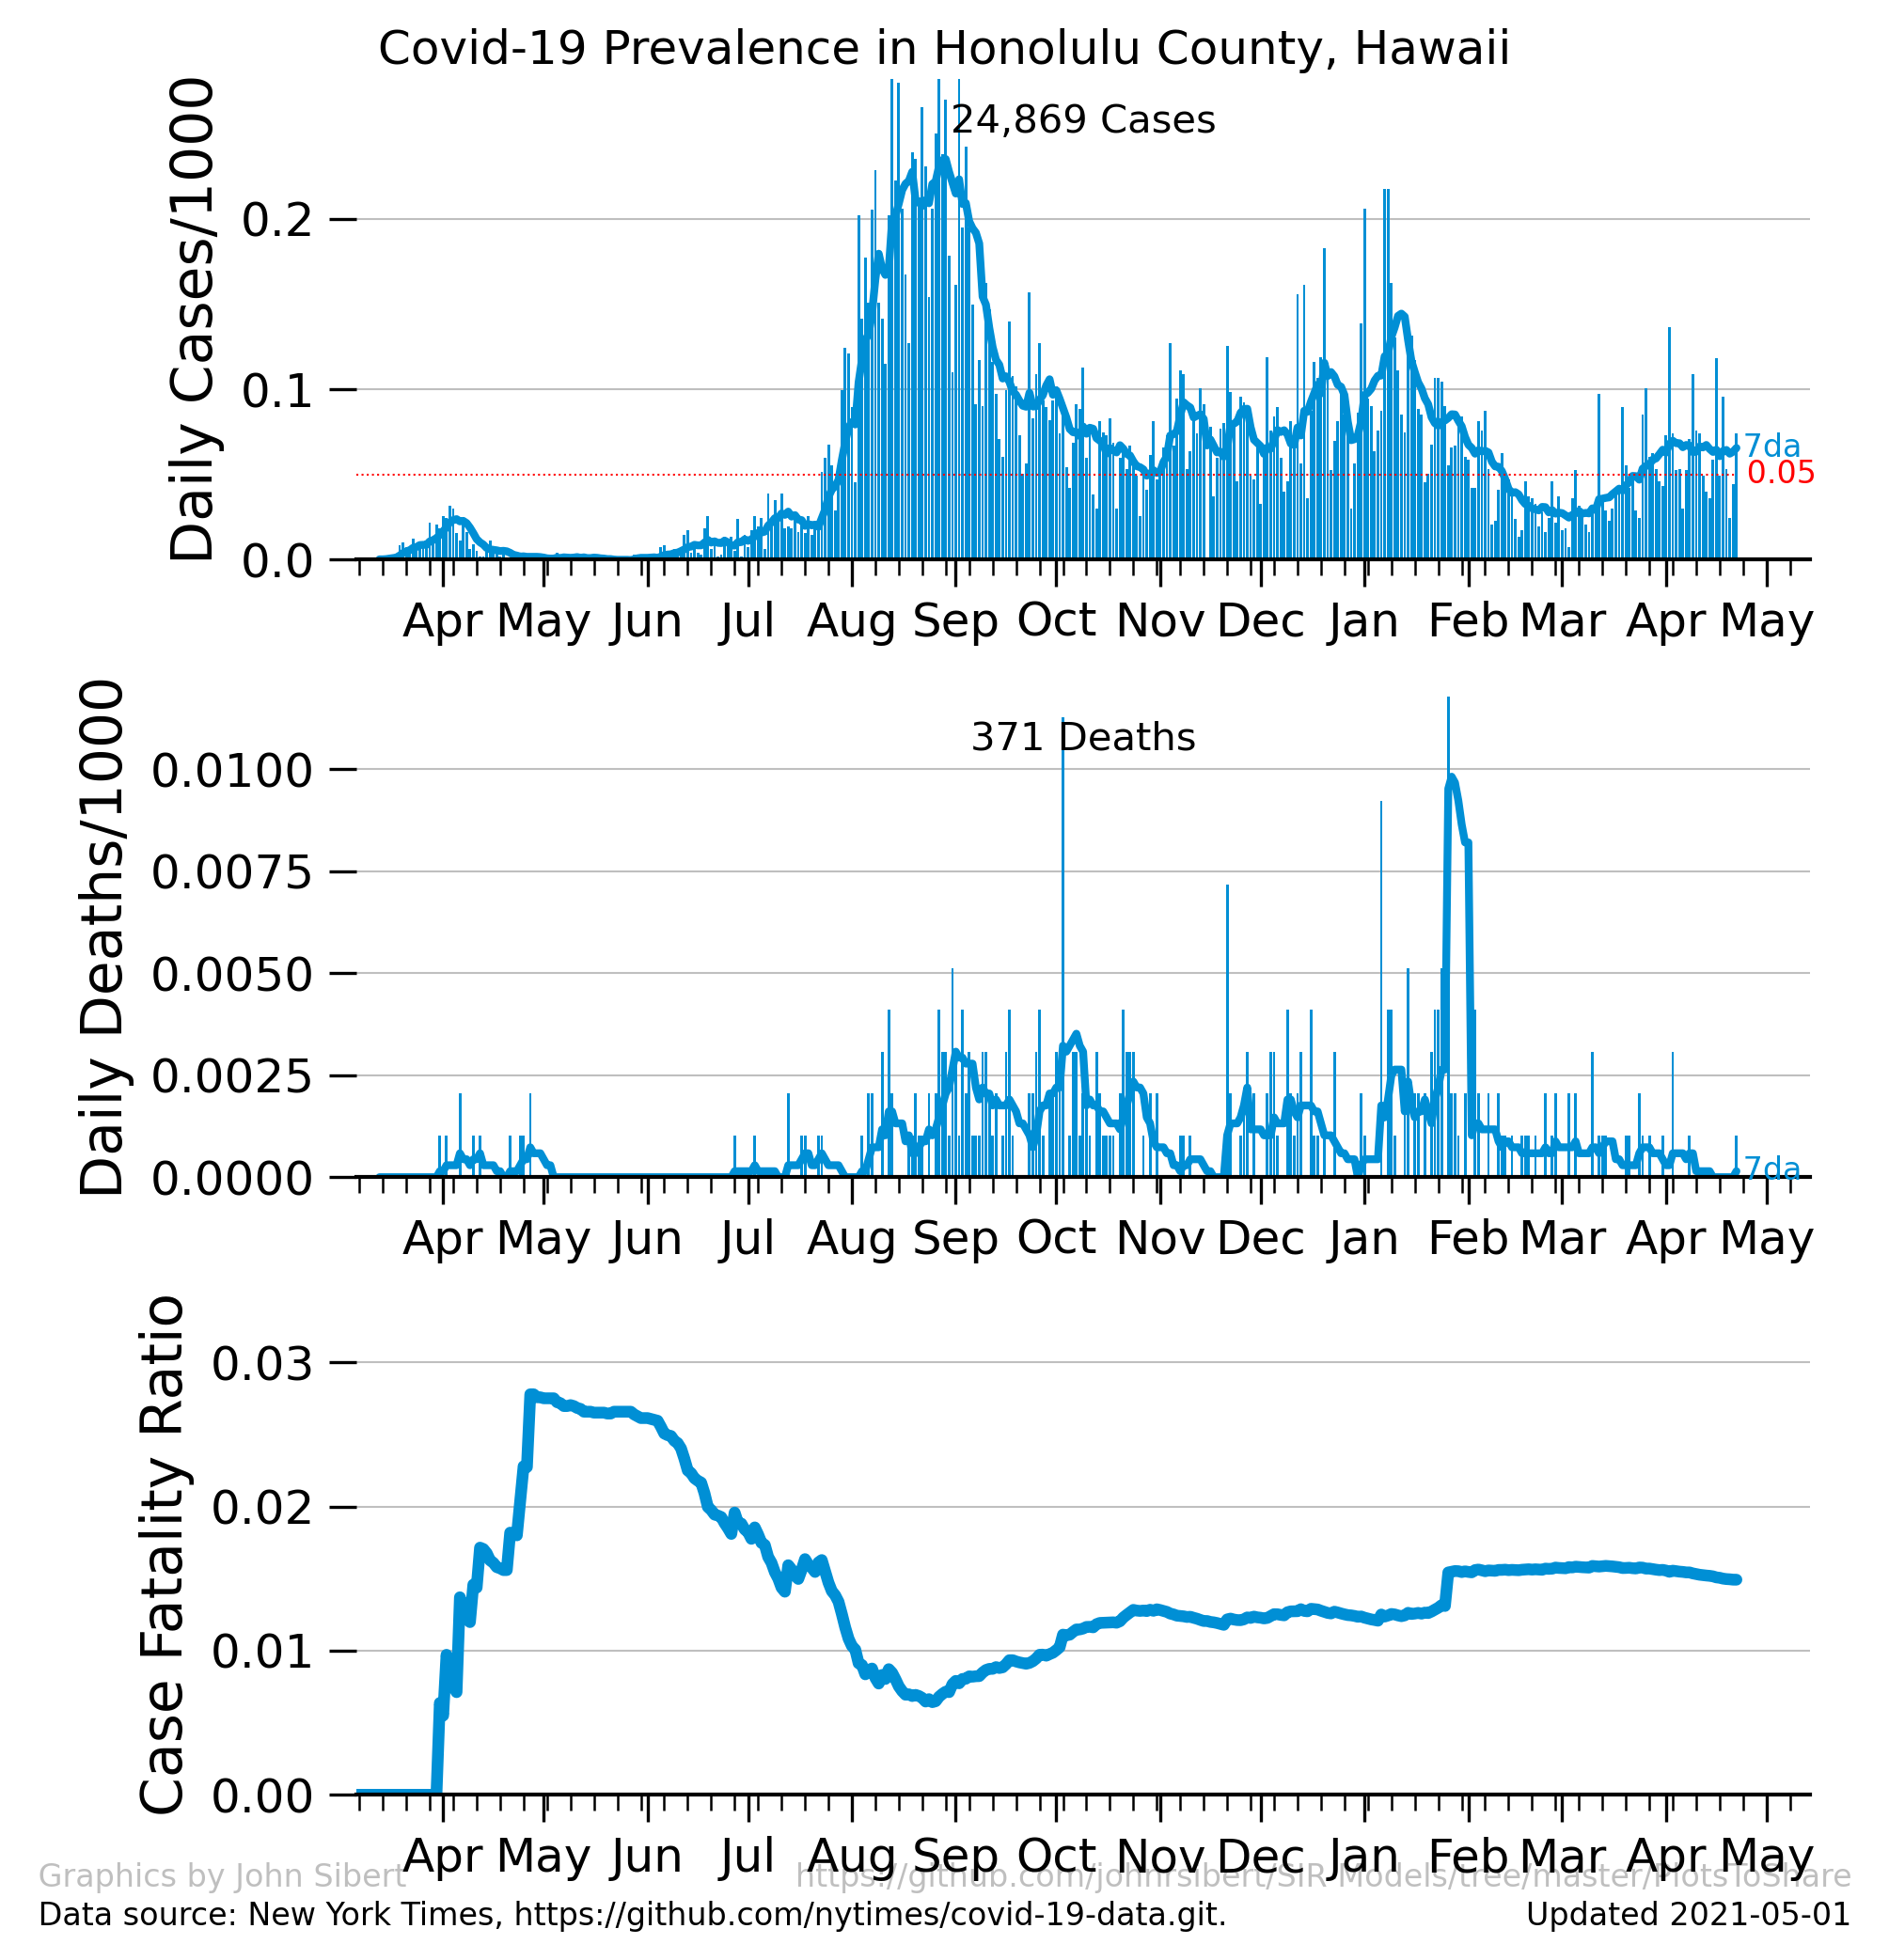 Covid-19 Prevalence in Honolulu County, Hawaii
Daily Cases/1000
24,869 Cases
0.2
0.1
0.0
7da
0.05
Apr May Jun Jul Aug Sep Oct Nov Dec Jan Feb Mar Apr May
Daily Deaths/1000
371 Deaths
0.0100
0.0075
0.0050
0.0025
0.0000
7da
Apr May Jun Jul Aug Sep Oct Nov Dec Jan Feb Mar Apr May
Case Fatality Ratio
0.03
0.02
0.01
0.00
Apr May Jun Jul Aug Sep Oct Nov Dec Jan Feb Mar Apr May
Graphics by John Sibert https://github.com/johnrsibert/SIR-Models/tree/master/PlotsToShare
Data source: New York Times, https://github.com/nytimes/covid-19-data.git. Updated 2021-05-01